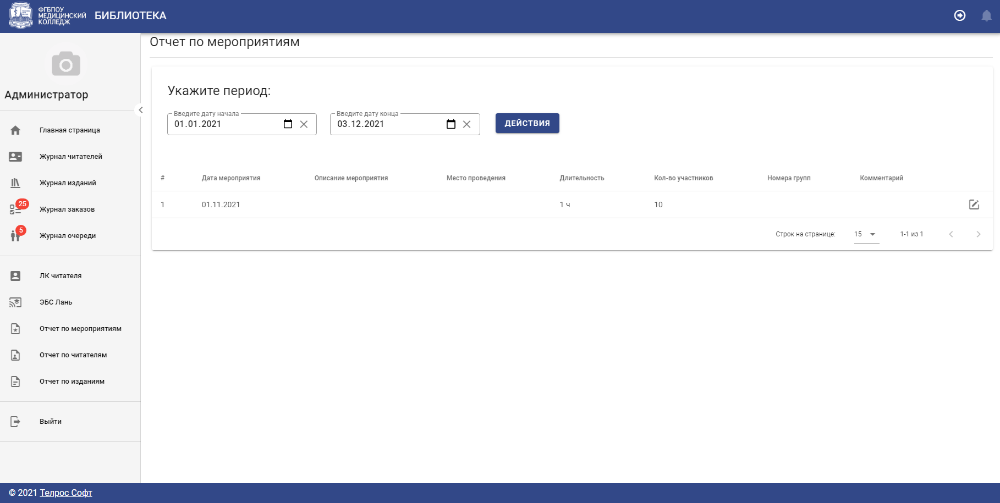 ФГБПОУ
МЕДИЦИНСКИЙ
КОЛЛЕДЖ
БИБЛИОТЕКА
Администратор
Главная страница
Журнал читателей
Журнал изданий
25
Журнал заказов
5
Журнал очереди
ЛК читателя
ЭБС Лань
Отчет по мероприятиям
Отчет по читателям
Отчет по изданиям
Выйти
Отчет по мероприятиям
Укажите период:
Введите дату начала
01.01.2021
Введите дату конца
03.12.2021
ДЕЙСТВИЯ
# Дата мероприятия Описание мероприятия Место проведения Длительность Кол-во участников Номера групп Комментарий
1 01.11.2021 1 ч 10
Строк на странице: 15 1-1 из 1
© 2021 Телрос Софт